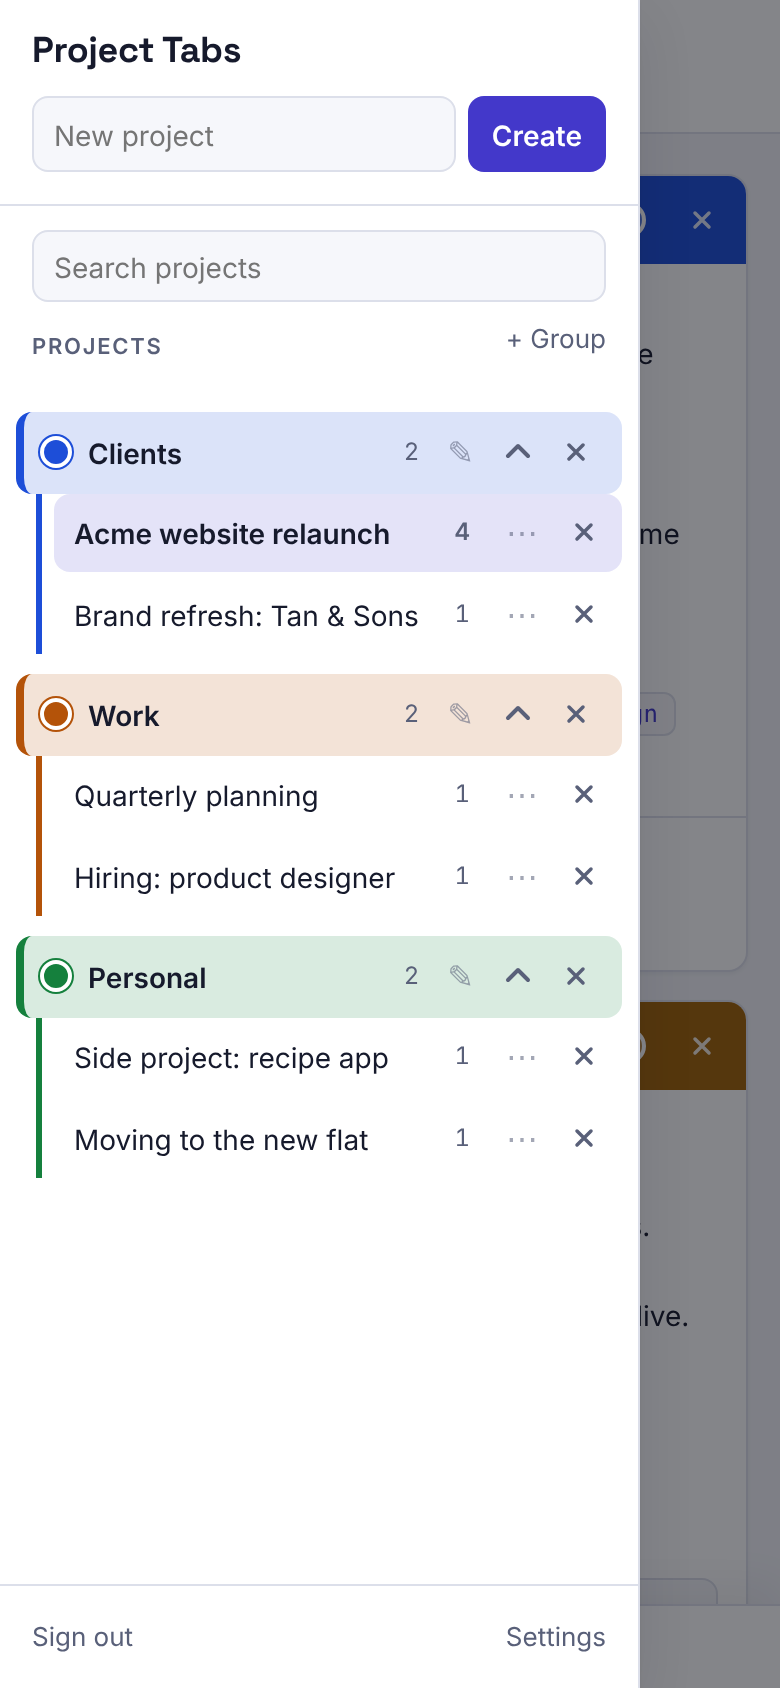 Project Tabs
New project
Create
Search projects
PROJECTS
+ Group
Clients 2
Acme website relaunch 4 ...
Brand refresh: Tan & Sons 1 ...
Work 2
Quarterly planning 1 ...
Hiring: product designer 1 ...
Personal 2
Side project: recipe app 1 ...
Moving to the new flat 1 ...
live.
Sign out
Settings